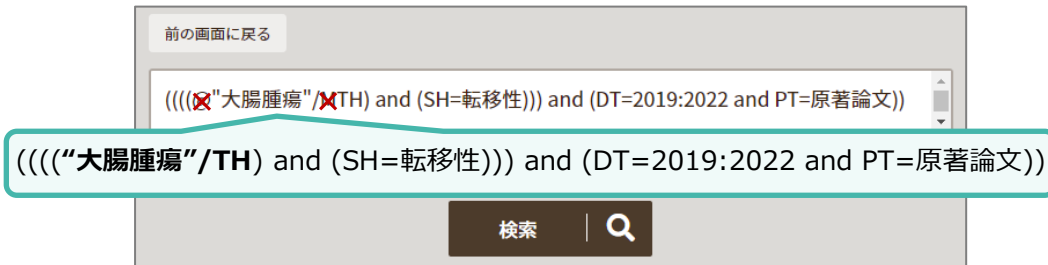 前の画面に戻る
(((("大腸腫瘍"/TH) and (SH=転移性))) and (DT=2019:2022 and PT=原著論文))
((((“大腸腫瘍”/TH) and (SH=転移性))) and (DT=2019:2022 and PT=原著論文))
検索